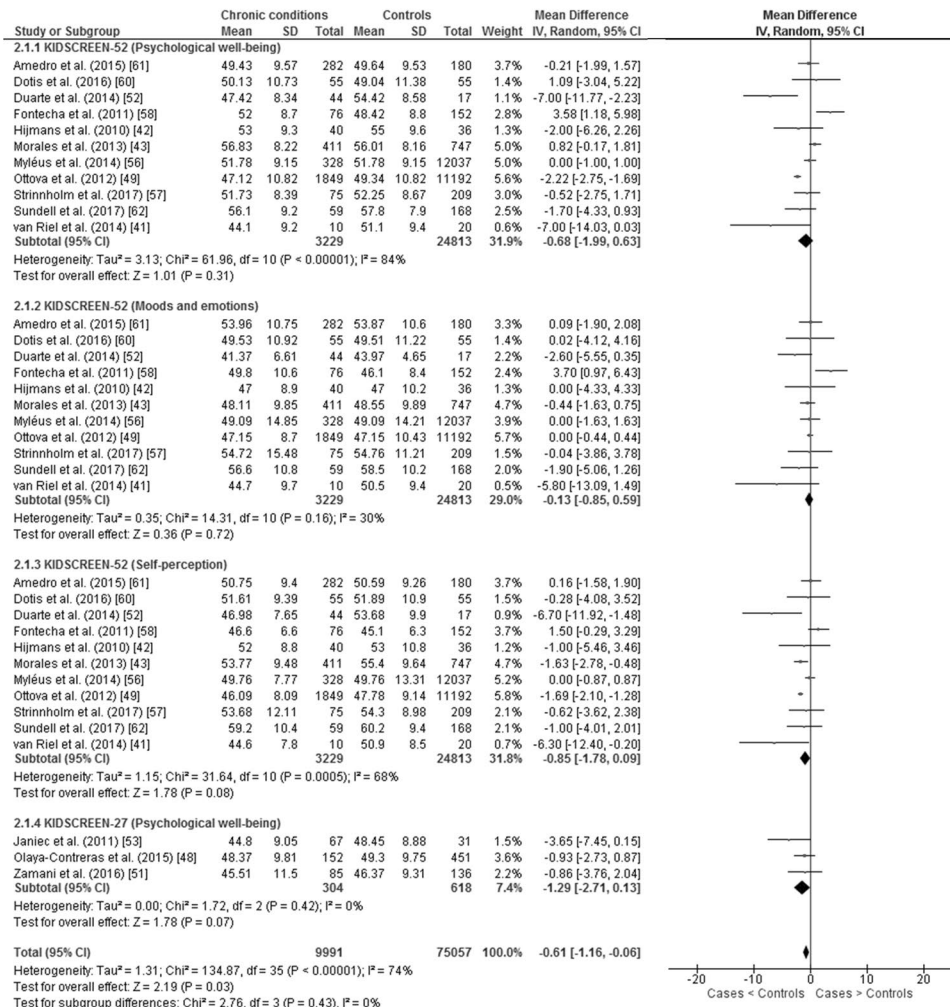 Chronic conditions Controls Mean Difference Mean Difference
Study or Subgroup Mean SD Total Mean SD Total Weight IV, Random, 95% CI IV, Random, 95% CI
2.1.1 KIDSCREEN-52 (Psychological well-being)
Amedro et al. (2015) [61] 49.43 9.57 282 49.64 9.53 180 3.7% -0.21 [-1.99, 1.57]
Dotis et al. (2016) [60] 50.13 10.73 55 49.04 11.38 55 1.4% 1.09 [-3.04, 5.22]
Duarte et al. (2014) [52] 47.42 8.34 44 54.42 8.58 17 1.1% -7.00 [-11.77, -2.23]
Fontecha et al. (2011) [58] 52 8.7 76 48.42 8.8 152 2.8% 3.58 [1.18, 5.98]
Hijmans et al. (2010) [42] 53 9.3 40 55 9.6 36 1.3% -2.00 [-6.26, 2.26]
Morales et al. (2013) [43] 56.83 8.22 411 56.01 8.16 747 5.0% 0.82 [-0.17, 1.81]
Myléus et al. (2014) [56] 51.78 9.15 328 51.78 9.15 12037 5.0% 0.00 [-1.00, 1.00]
Ottova et al. (2012) [49] 47.12 10.82 1849 49.34 10.82 11192 5.6% -2.22 [-2.75, -1.69]
Strinnholm et al. (2017) [57] 51.73 8.39 75 52.25 8.67 209 3.0% -0.52 [-2.75, 1.71]
Sundell et al. (2017) [62] 56.1 9.2 59 57.8 7.9 168 2.5% -1.70 [-4.33, 0.93]
van Riel et al. (2014) [41] 44.1 9.2 10 51.1 9.4 20 0.6% -7.00 [-14.03, 0.03]
Subtotal (95% CI) 3229 24813 31.9% -0.68 [-1.99, 0.63]
Heterogeneity: Tau² = 3.13; Chi² = 61.96, df = 10 (P < 0.00001); I² = 84%
Test for overall effect: Z = 1.01 (P = 0.31)
2.1.2 KIDSCREEN-52 (Moods and emotions)
Amedro et al. (2015) [61] 53.96 10.75 282 53.87 10.6 180 3.3% 0.09 [-1.90, 2.08]
Dotis et al. (2016) [60] 49.53 10.92 55 49.51 11.22 55 1.4% 0.02 [-4.12, 4.16]
Duarte et al. (2014) [52] 41.37 6.61 44 43.97 4.65 17 2.2% -2.60 [-5.55, 0.35]
Fontecha et al. (2011) [58] 49.8 10.6 76 46.1 8.4 152 2.4% 3.70 [0.97, 6.43]
Hijmans et al. (2010) [42] 47 8.9 40 47 10.2 36 1.3% 0.00 [-4.33, 4.33]
Morales et al. (2013) [43] 48.11 9.85 411 48.55 9.89 747 4.7% -0.44 [-1.63, 0.75]
Myléus et al. (2014) [56] 49.09 14.85 328 49.09 14.21 12037 3.9% 0.00 [-1.63, 1.63]
Ottova et al. (2012) [49] 47.15 8.7 1849 47.15 10.43 11192 5.7% 0.00 [-0.44, 0.44]
Strinnholm et al. (2017) [57] 54.72 15.48 75 54.76 11.21 209 1.5% -0.04 [-3.86, 3.78]
Sundell et al. (2017) [62] 56.6 10.8 59 58.5 10.2 168 2.0% -1.90 [-5.06, 1.26]
van Riel et al. (2014) [41] 44.7 9.7 10 50.5 9.4 20 0.5% -5.80 [-13.09, 1.49]
Subtotal (95% CI) 3229 24813 29.0% -0.13 [-0.85, 0.59]
Heterogeneity: Tau² = 0.35; Chi² = 14.31, df = 10 (P = 0.16); I² = 30%
Test for overall effect: Z = 0.36 (P = 0.72)
2.1.3 KIDSCREEN-52 (Self-perception)
Amedro et al. (2015) [61] 50.75 9.4 282 50.59 9.26 180 3.7% 0.16 [-1.58, 1.90]
Dotis et al. (2016) [60] 51.61 9.39 55 51.89 10.9 55 1.5% -0.28 [-4.08, 3.52]
Duarte et al. (2014) [52] 46.98 7.65 44 53.68 9.9 17 0.9% -6.70 [-11.92, -1.48]
Fontecha et al. (2011) [58] 46.6 6.6 76 45.1 6.3 152 3.7% 1.50 [-0.29, 3.29]
Hijmans et al. (2010) [42] 52 8.8 40 53 10.8 36 1.2% -1.00 [-5.46, 3.46]
Morales et al. (2013) [43] 53.77 9.48 411 55.4 9.64 747 4.7% -1.63 [-2.78, -0.48]
Myléus et al. (2014) [56] 49.76 7.77 328 49.76 13.31 12037 5.2% 0.00 [-0.87, 0.87]
Ottova et al. (2012) [49] 46.09 8.09 1849 47.78 9.14 11192 5.8% -1.69 [-2.10, -1.28]
Strinnholm et al. (2017) [57] 53.68 12.11 75 54.3 8.98 209 2.1% -0.62 [-3.62, 2.38]
Sundell et al. (2017) [62] 59.2 10.4 59 60.2 9.4 168 2.1% -1.00 [-4.01, 2.01]
van Riel et al. (2014) [41] 44.6 7.8 10 50.9 8.5 20 0.7% -6.30 [-12.40, -0.20]
Subtotal (95% CI) 3229 24813 31.8% -0.85 [-1.78, 0.09]
Heterogeneity: Tau² = 1.15; Chi² = 31.64, df = 10 (P = 0.0005); I² = 68%
Test for overall effect: Z = 1.78 (P = 0.08)
2.1.4 KIDSCREEN-27 (Psychological well-being)
Janiec et al. (2011) [53] 44.8 9.05 67 48.45 8.88 31 1.5% -3.65 [-7.45, 0.15]
Olaya-Contreras et al. (2015) [48] 48.37 9.81 152 49.3 9.75 451 3.6% -0.93 [-2.73, 0.87]
Zamani et al. (2016) [51] 45.51 11.5 85 46.37 9.31 136 2.2% -0.86 [-3.76, 2.04]
Subtotal (95% CI) 304 618 7.4% -1.29 [-2.71, 0.13]
Heterogeneity: Tau² = 0.00; Chi² = 1.72, df = 2 (P = 0.42); I² = 0%
Test for overall effect: Z = 1.78 (P = 0.07)
Total (95% CI) 9991 75057 100.0% -0.61 [-1.16, -0.06]
Heterogeneity: Tau² = 1.31; Chi² = 134.87, df = 35 (P < 0.00001); I² = 74%
Test for overall effect: Z = 2.19 (P = 0.03)
Test for subgroup differences: Chi² = 2.76, df = 3 (P = 0.43), I² = 0%
-20 -10 0 10 20
Cases < Controls Cases > Controls